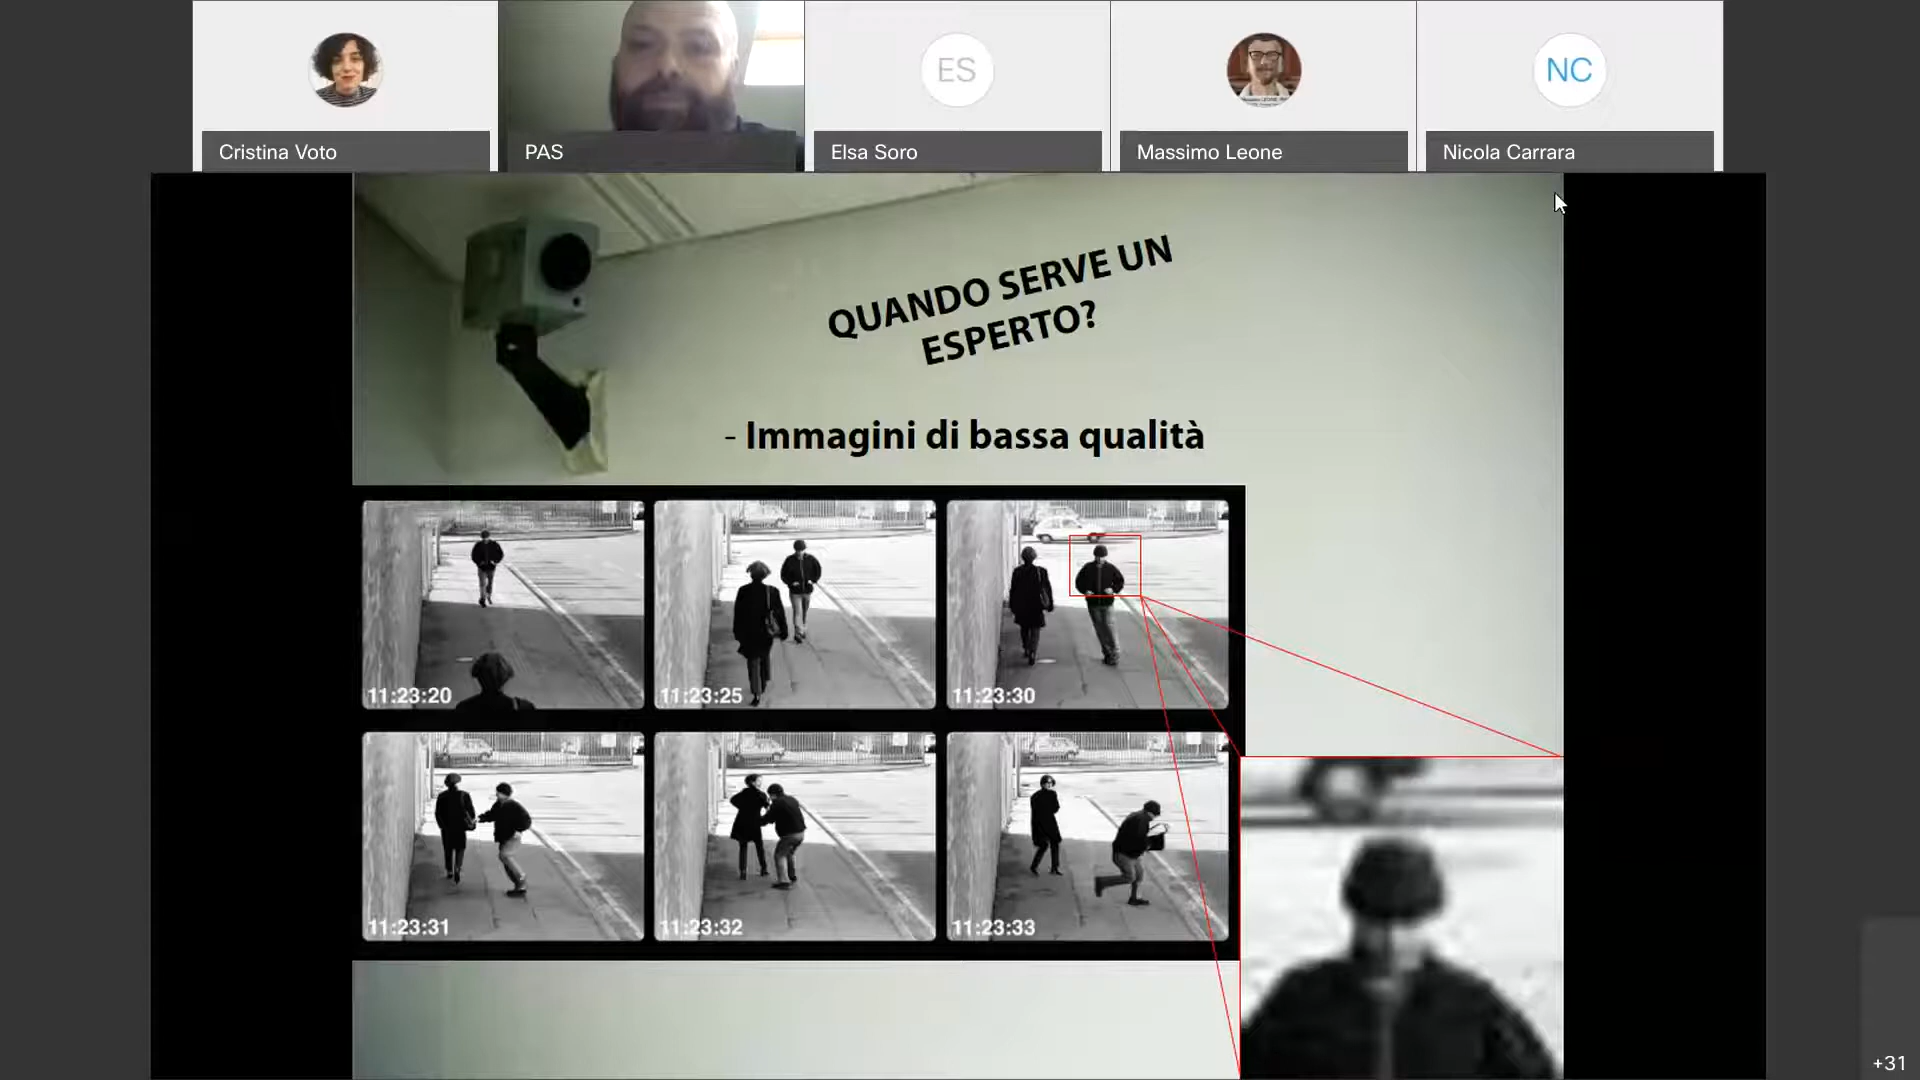 ES
NC
Cristina Voto
PAS
Elsa Soro
Massimo Leone
Nicola Carrara
QUANDO SERVE UN
ESPERTO?
- Immagini di bassa qualità
11:23:20
11:23:25
11:23:30
11:23:31
11:23:32
11:23:33
+31